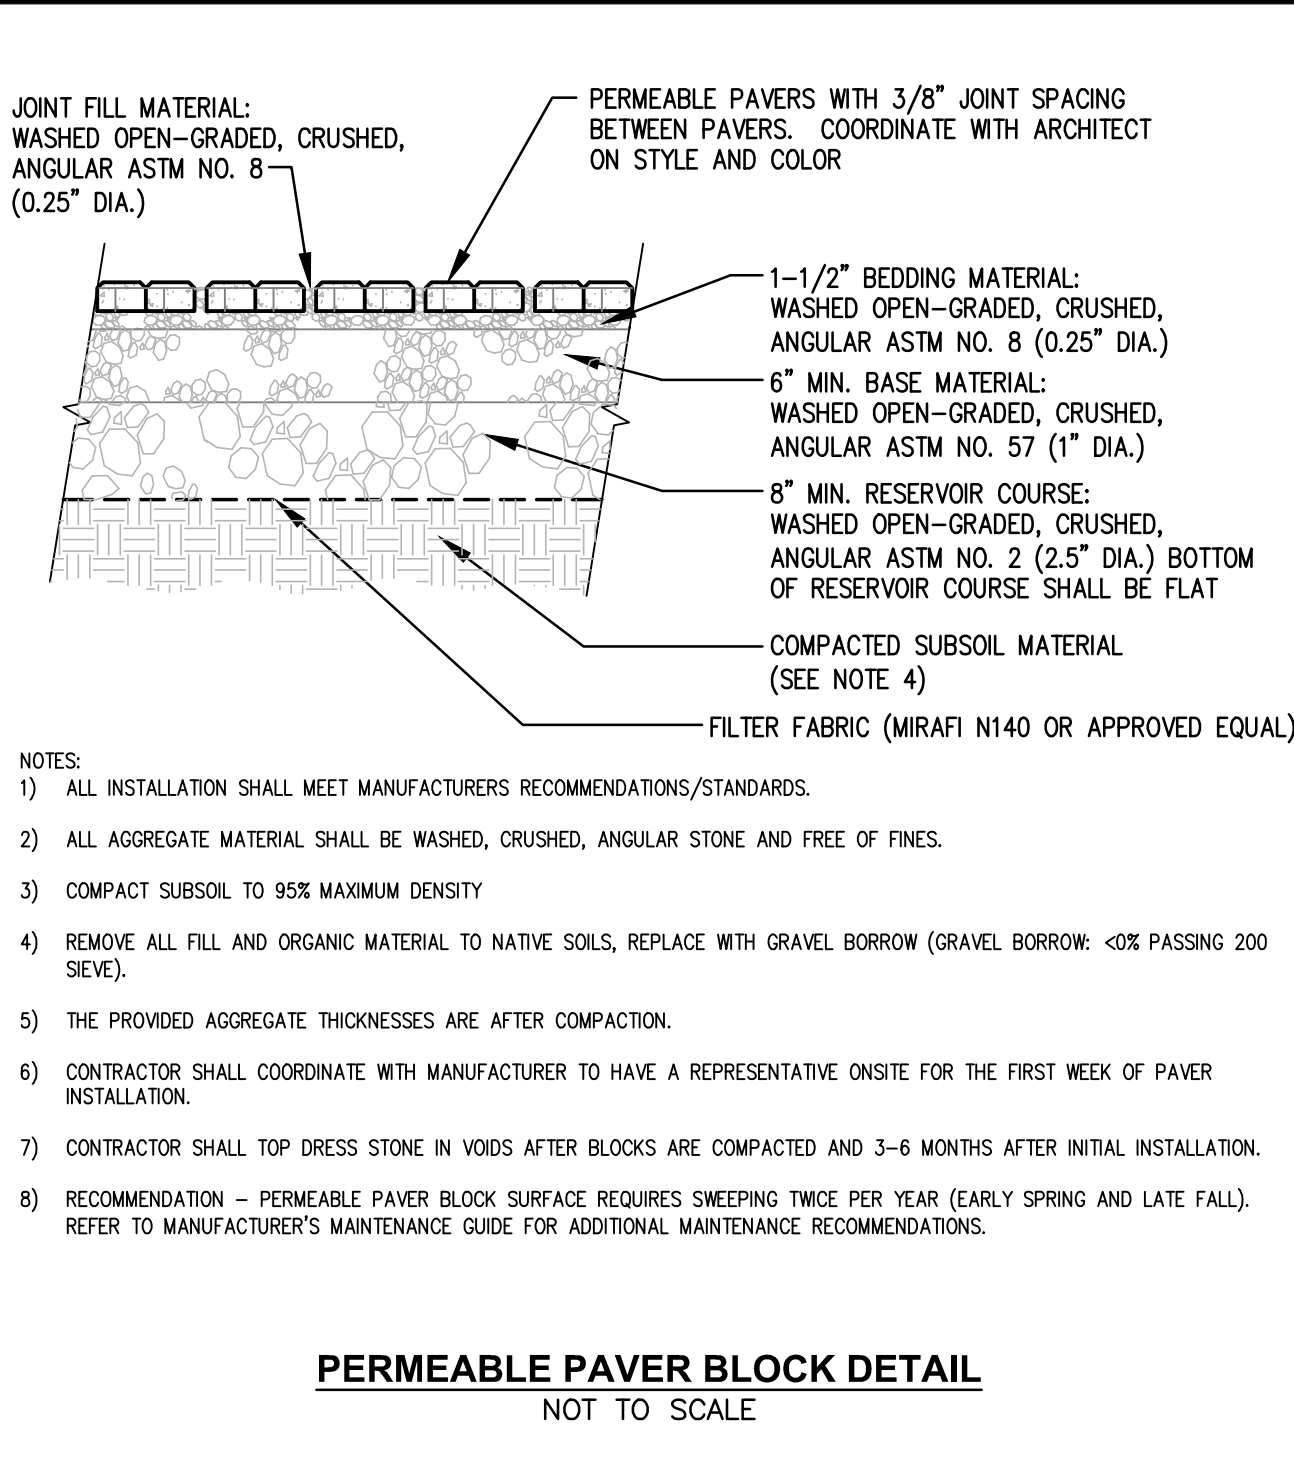 JOINT FILL MATERIAL:
WASHED OPEN-GRADED, CRUSHED,
ANGULAR ASTM NO. 8
(0.25" DIA.)
PERMEABLE PAVERS WITH 3/8" JOINT SPACING
BETWEEN PAVERS. COORDINATE WITH ARCHITECT
ON STYLE AND COLOR
1-1/2" BEDDING MATERIAL:
WASHED OPEN-GRADED, CRUSHED,
ANGULAR ASTM NO. 8 (0.25" DIA.)
6" MIN. BASE MATERIAL:
WASHED OPEN-GRADED, CRUSHED,
ANGULAR ASTM NO. 57 (1" DIA.)
8" MIN. RESERVOIR COURSE:
WASHED OPEN-GRADED, CRUSHED,
ANGULAR ASTM NO. 2 (2.5" DIA.) BOTTOM
OF RESERVOIR COURSE SHALL BE FLAT
COMPACTED SUBSOIL MATERIAL
(SEE NOTE 4)
FILTER FABRIC (MIRAFI N140 OR APPROVED EQUAL)
NOTES:
1) ALL INSTALLATION SHALL MEET MANUFACTURERS RECOMMENDATIONS/STANDARDS.
2) ALL AGGREGATE MATERIAL SHALL BE WASHED, CRUSHED, ANGULAR STONE AND FREE OF FINES.
3) COMPACT SUBSOIL TO 95% MAXIMUM DENSITY
4) REMOVE ALL FILL AND ORGANIC MATERIAL TO NATIVE SOILS, REPLACE WITH GRAVEL BORROW (GRAVEL BORROW: <0% PASSING 200
SIEVE).
5) THE PROVIDED AGGREGATE THICKNESSES ARE AFTER COMPACTION.
6) CONTRACTOR SHALL COORDINATE WITH MANUFACTURER TO HAVE A REPRESENTATIVE ONSITE FOR THE FIRST WEEK OF PAVER
INSTALLATION.
7) CONTRACTOR SHALL TOP DRESS STONE IN VOIDS AFTER BLOCKS ARE COMPACTED AND 3-6 MONTHS AFTER INITIAL INSTALLATION.
8) RECOMMENDATION - PERMEABLE PAVER BLOCK SURFACE REQUIRES SWEEPING TWICE PER YEAR (EARLY SPRING AND LATE FALL).
REFER TO MANUFACTURER'S MAINTENANCE GUIDE FOR ADDITIONAL MAINTENANCE RECOMMENDATIONS.
PERMEABLE PAVER BLOCK DETAIL
NOT TO SCALE